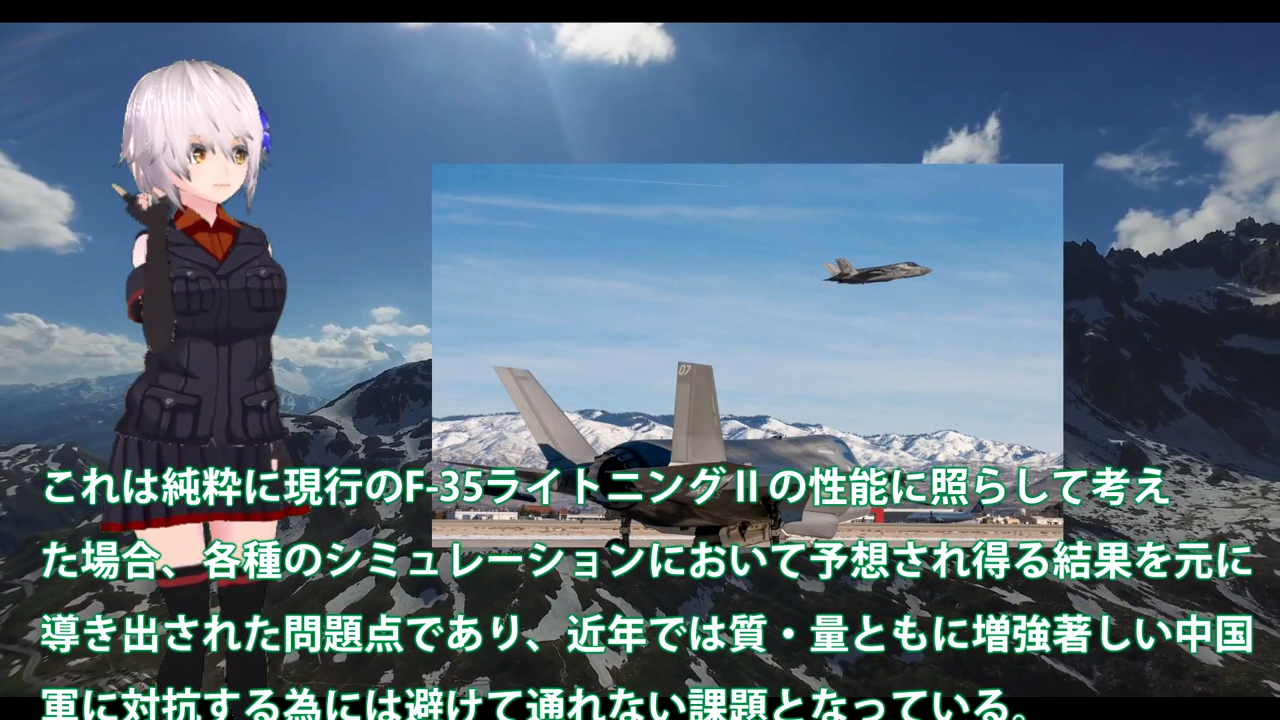 07
これは純粋に現行のF-35ライトニングⅡの性能に照らして考え
た場合、各種のシミュレーションにおいて予想され得る結果を元に
導き出された問題点であり、近年では質・量ともに増強著しい中国
軍に対抗する為には避けて通れない課題となっている。